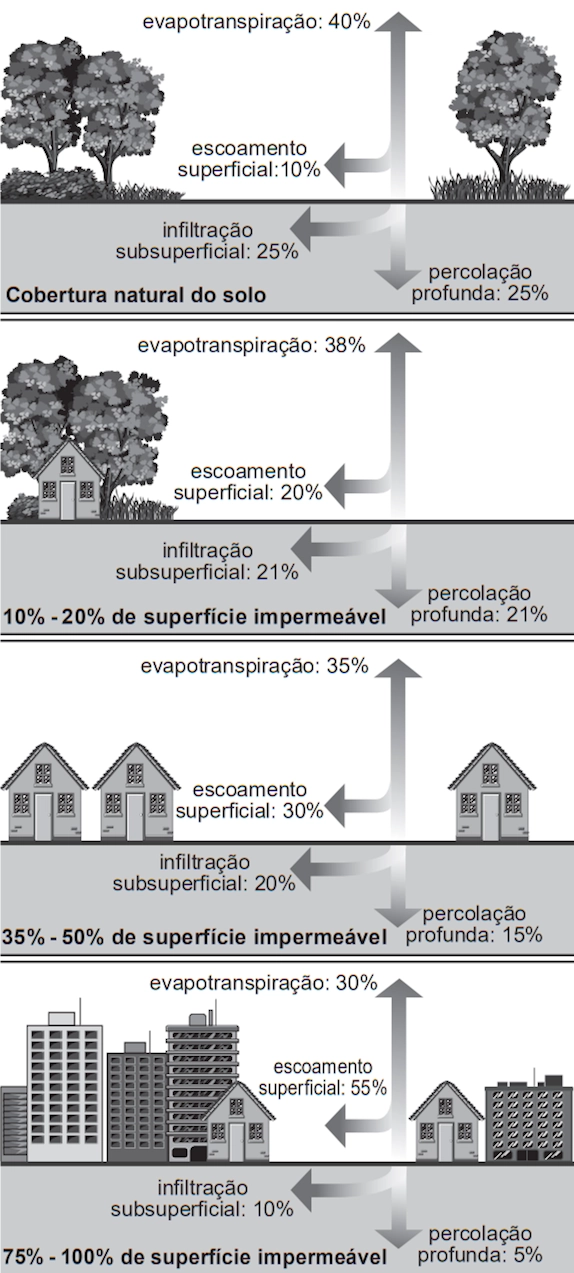 evapotranspiração: 40%
escoamento
superficial:10%
infiltração
subsuperficial: 25%
percolação
profunda: 25%
Cobertura natural do solo
evapotranspiração: 38%
escoamento
superficial: 20%
infiltração
subsuperficial: 21%
percolação
profunda: 21%
10% - 20% de superfície impermeável
evapotranspiração: 35%
escoamento
superficial: 30%
infiltração
subsuperficial: 20%
percolação
profunda: 15%
35% - 50% de superfície impermeável
evapotranspiração: 30%
escoamento
superficial: 55%
infiltração
subsuperficial: 10%
percolação
profunda: 5%
75% - 100% de superfície impermeável